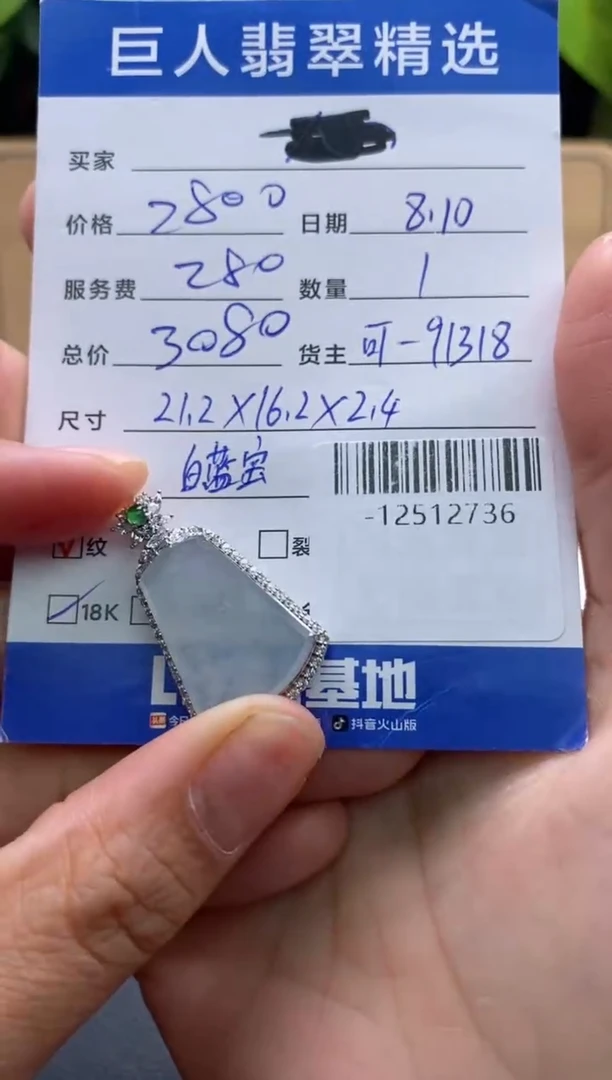 巨人翡翠精选
买家
价格 2800 日期 8.10
服务费 280 数量 1
总价 3080 货主 可-91318
尺寸 21.2X16.2X2.4
白蓝宝
-12512736
纹 裂
18K
基地
今日 抖音火山版